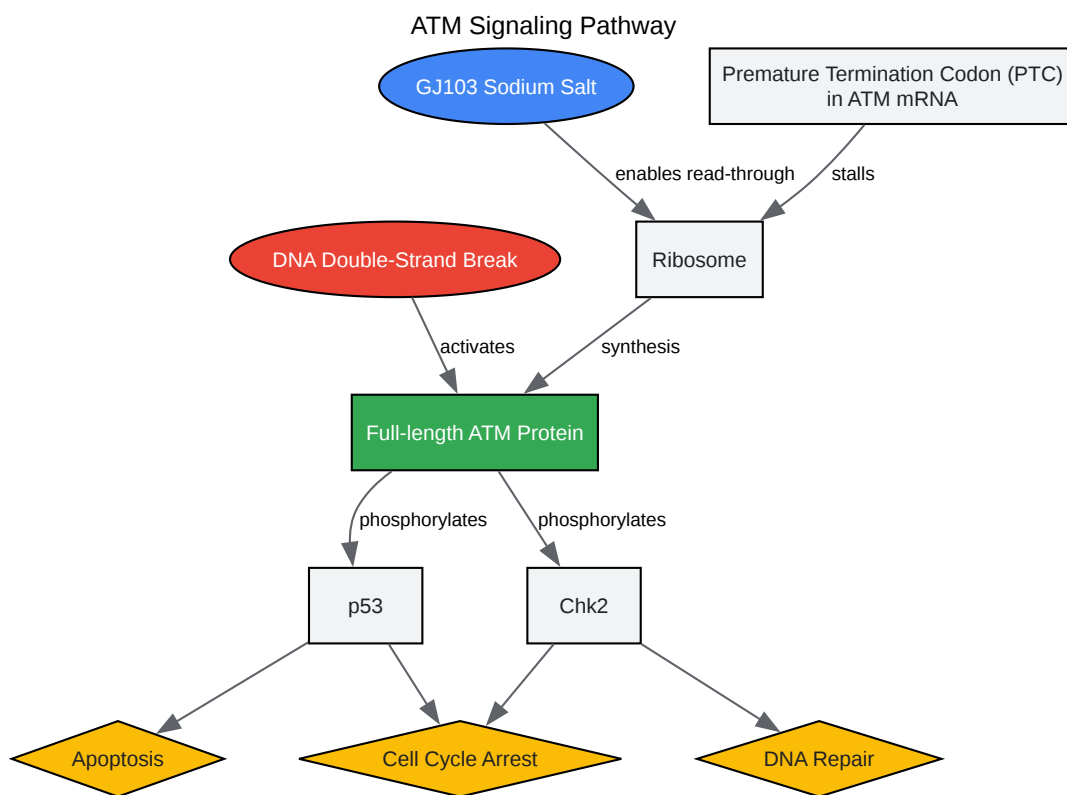 ATM Signaling Pathway
GJ103 Sodium Salt
Premature Termination Codon (PTC)
in ATM mRNA
enables read-through
stalls
DNA Double-Strand Break
Ribosome
activates
synthesis
Full-length ATM Protein
phosphorylates
phosphorylates
p53
Chk2
Apoptosis
Cell Cycle Arrest
DNA Repair